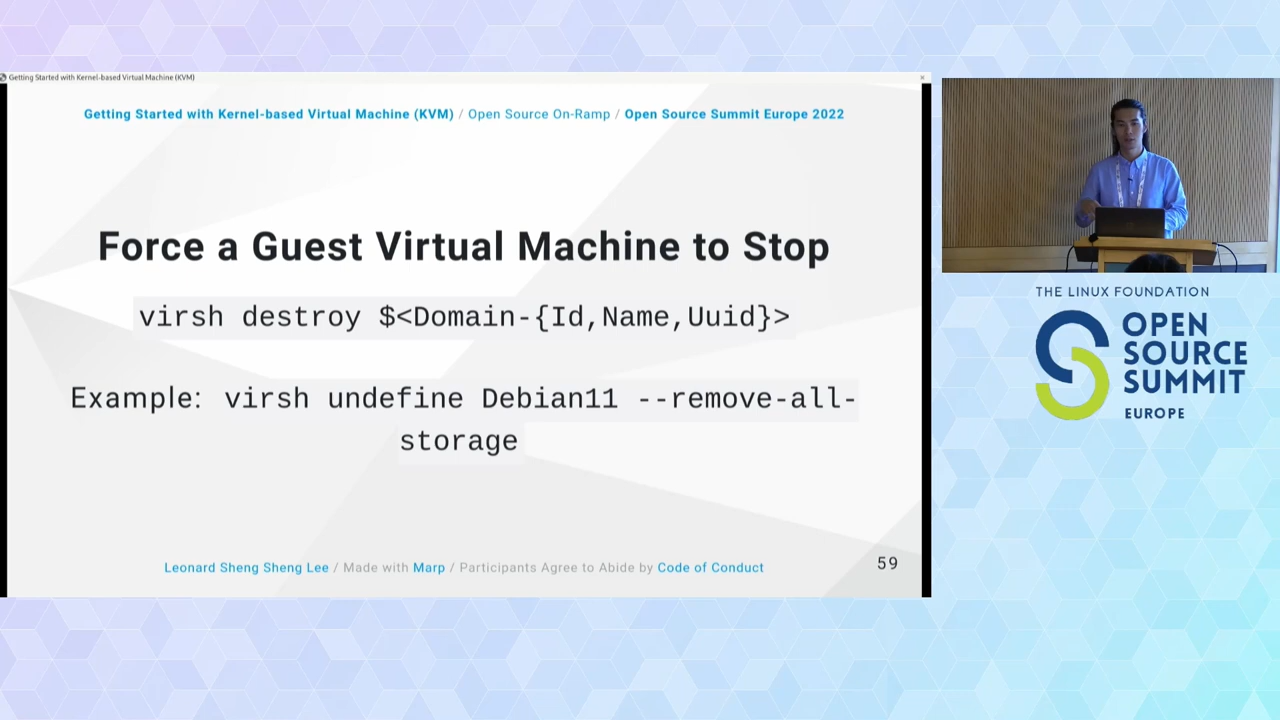 Getting Started with Kernel-based Virtual Machine (KVM)
Getting Started with Kernel-based Virtual Machine (KVM) / Open Source On-Ramp / Open Source Summit Europe 2022
Force a Guest Virtual Machine to Stop
virsh destroy $<Domain-{Id,Name,Uuid}>
Example: virsh undefine Debian11 --remove-all-
storage
Leonard Sheng Sheng Lee / Made with Marp / Participants Agree to Abide by Code of Conduct
59
THE LINUX FOUNDATION
OPEN
SOURCE
SUMMIT
EUROPE